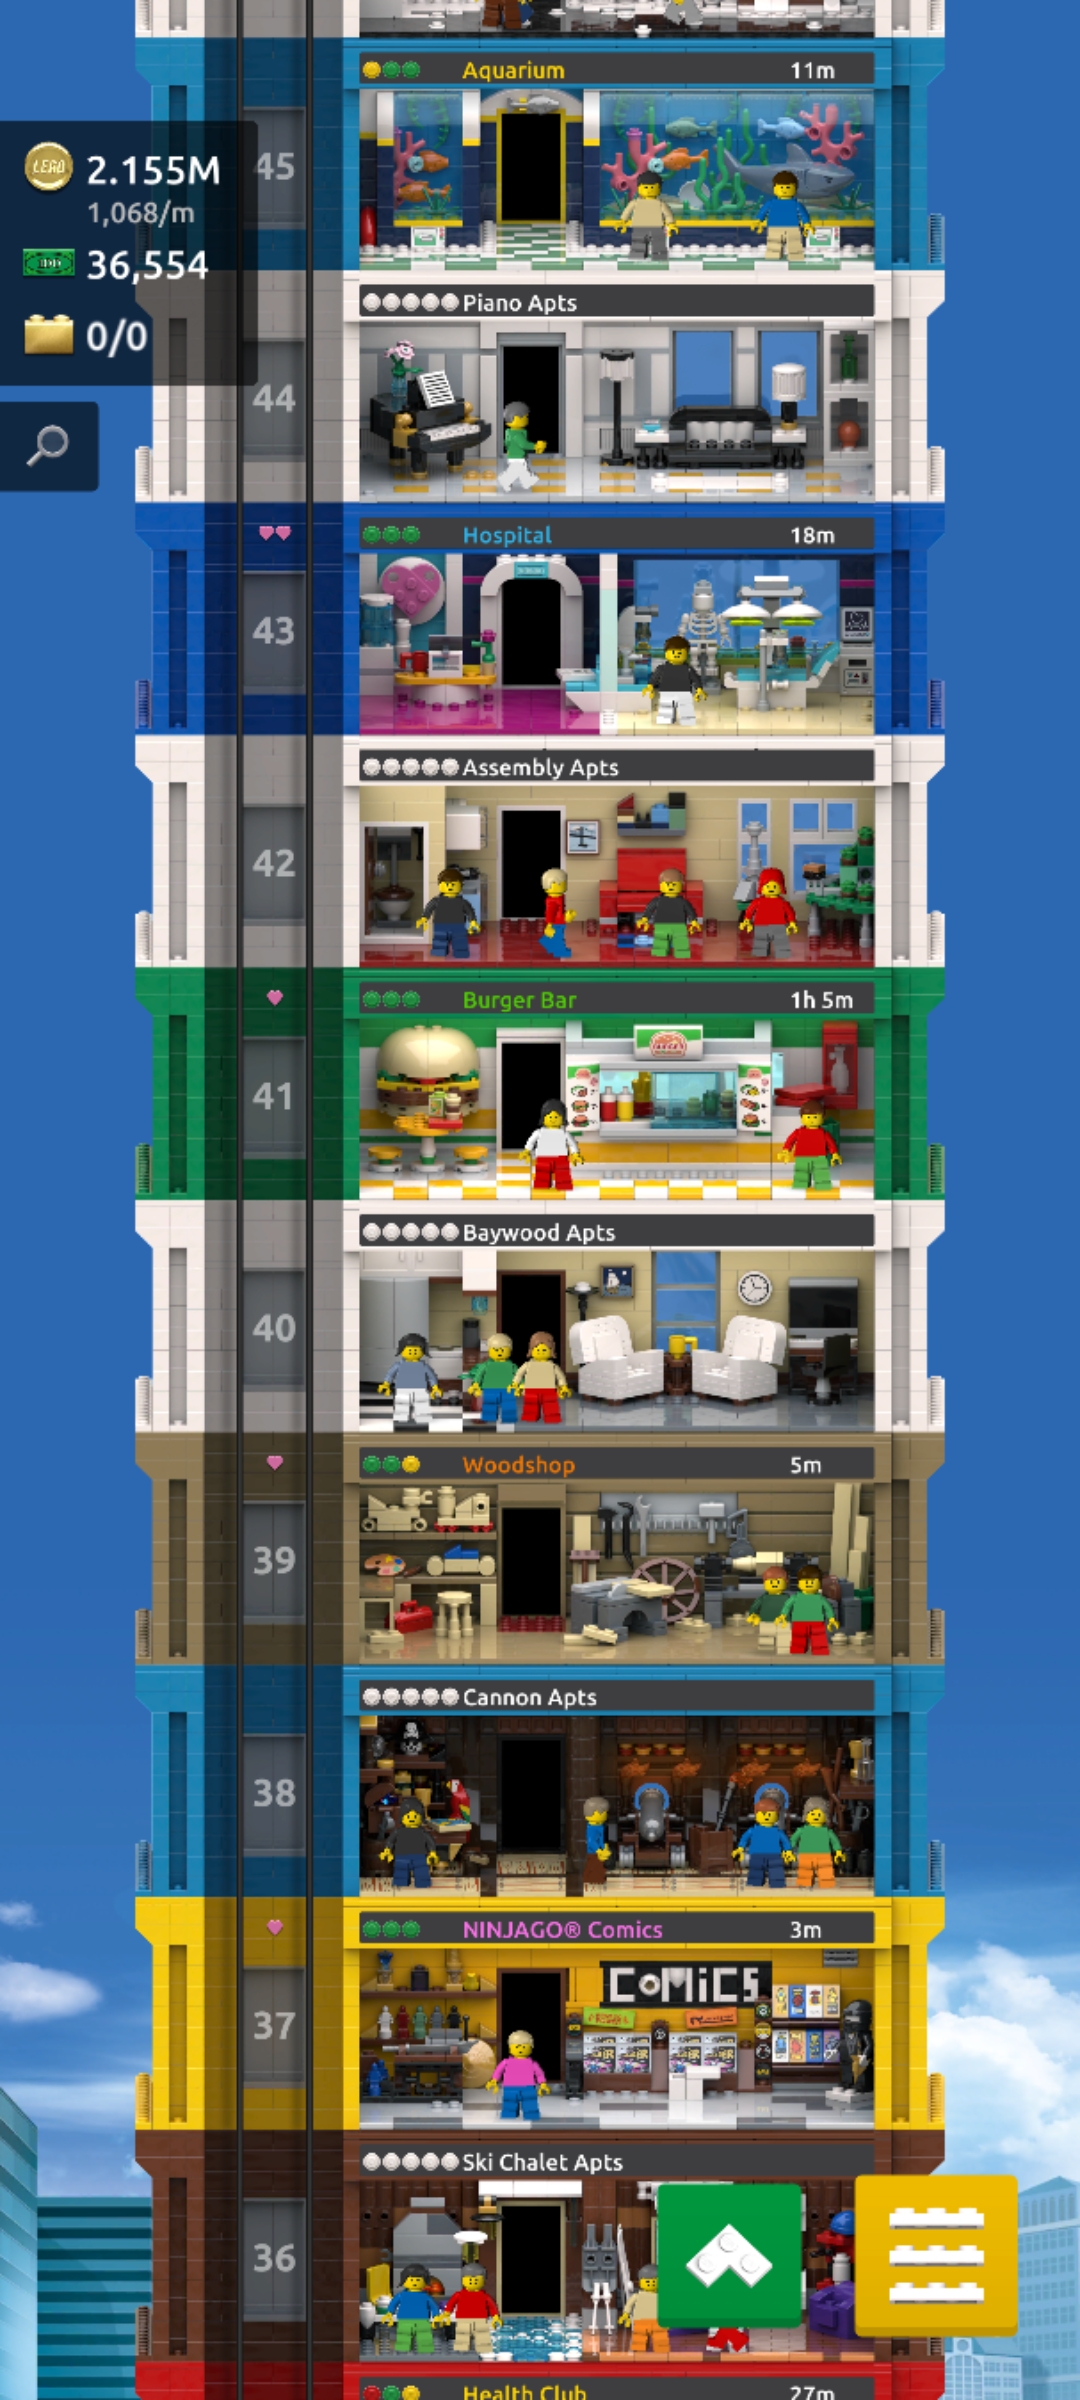 Aquarium 11m
LEGO 2.155M
1,068/m
45
36,554
Piano Apts
0/0
44
Hospital 18m
43
Assembly Apts
42
Burger Bar 1h 5m
41
Baywood Apts
40
Woodshop 5m
39
Cannon Apts
38
NINJAGO® Comics 3m
COMiCS
37
Ski Chalet Apts
36
Health Club 27m